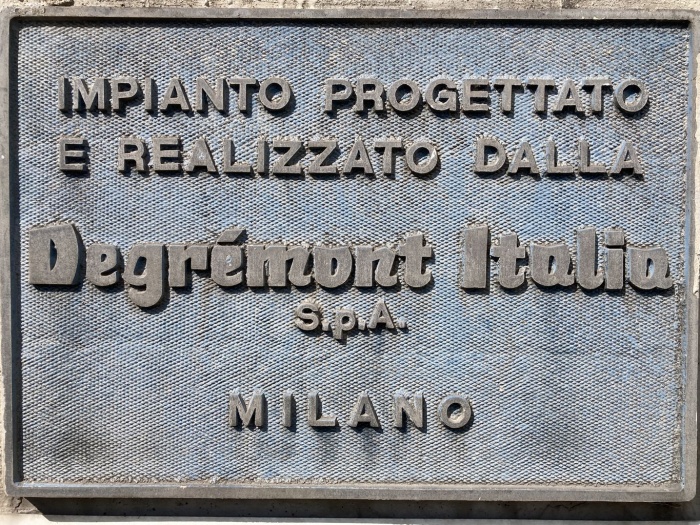 IMPIANTO PROGETTATO
E REALIZZATO DALLA
Degrémont Italia
S.p.A.
MILANO